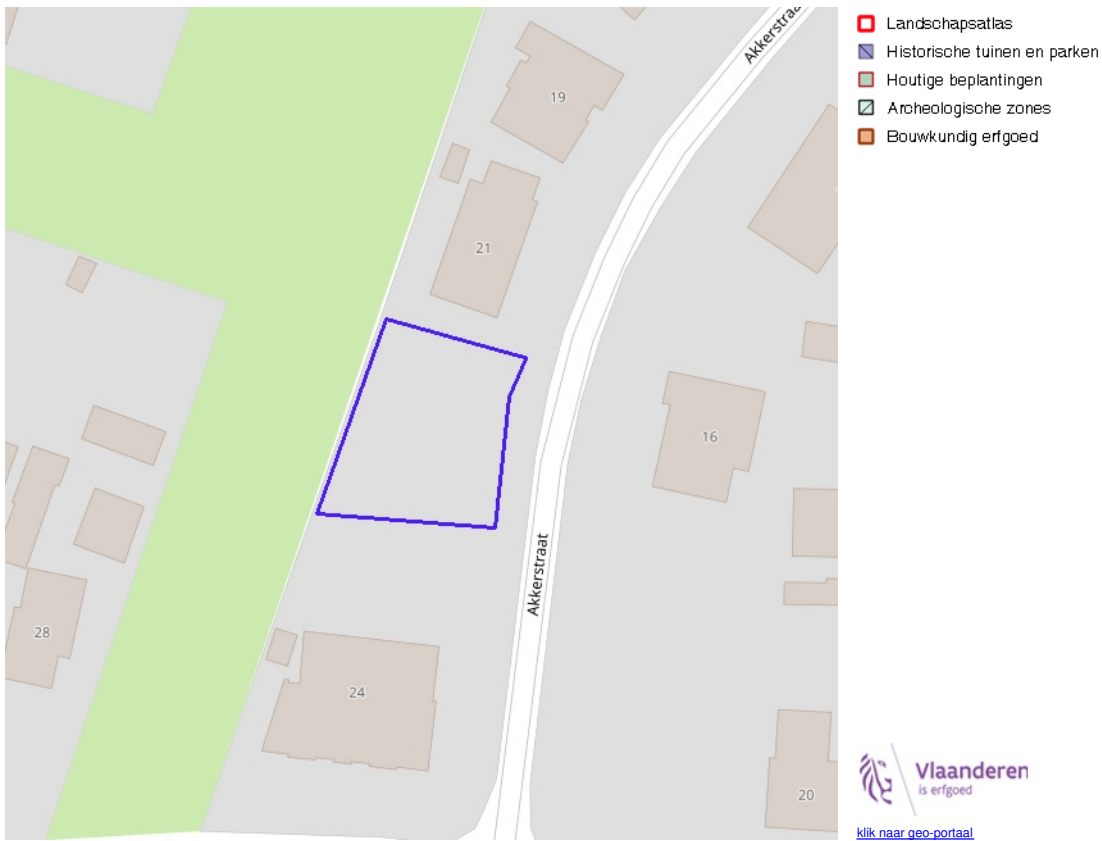 Akkerstraat
19
21
16
Akkerstraat
28
24
20
Landschapsatlas
Historische tuinen en parken
Houtige beplantingen
Archeologische zones
Bouwkundig erfgoed
Vlaanderen
is erfgoed
klik naar geo-portaal